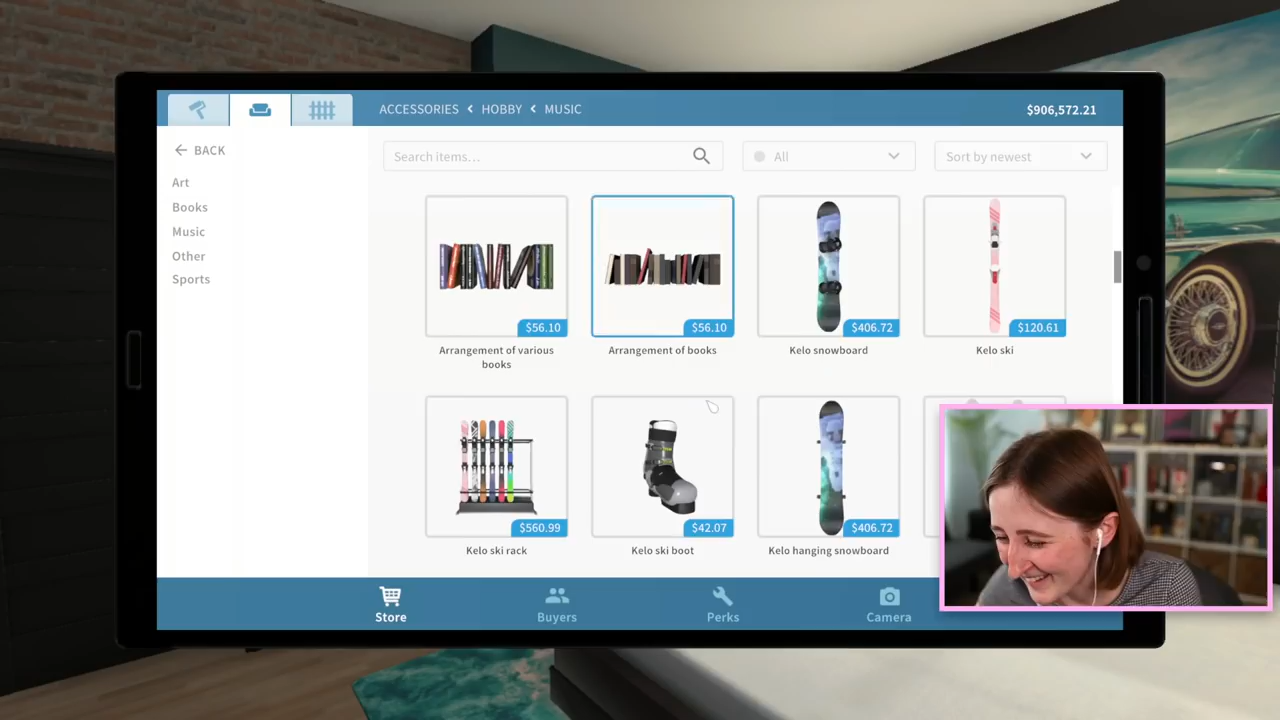 ACCESSORIES < HOBBY < MUSIC
$906,572.21
BACK
Art
Books
Music
Other
Sports
Search items...
All
Sort by newest
$56.10
Arrangement of various
books
$56.10
Arrangement of books
$406.72
Kelo snowboard
$120.61
Kelo ski
$560.99
Kelo ski rack
$42.07
Kelo ski boot
$406.72
Kelo hanging snowboard
Store
Buyers
Perks
Camera